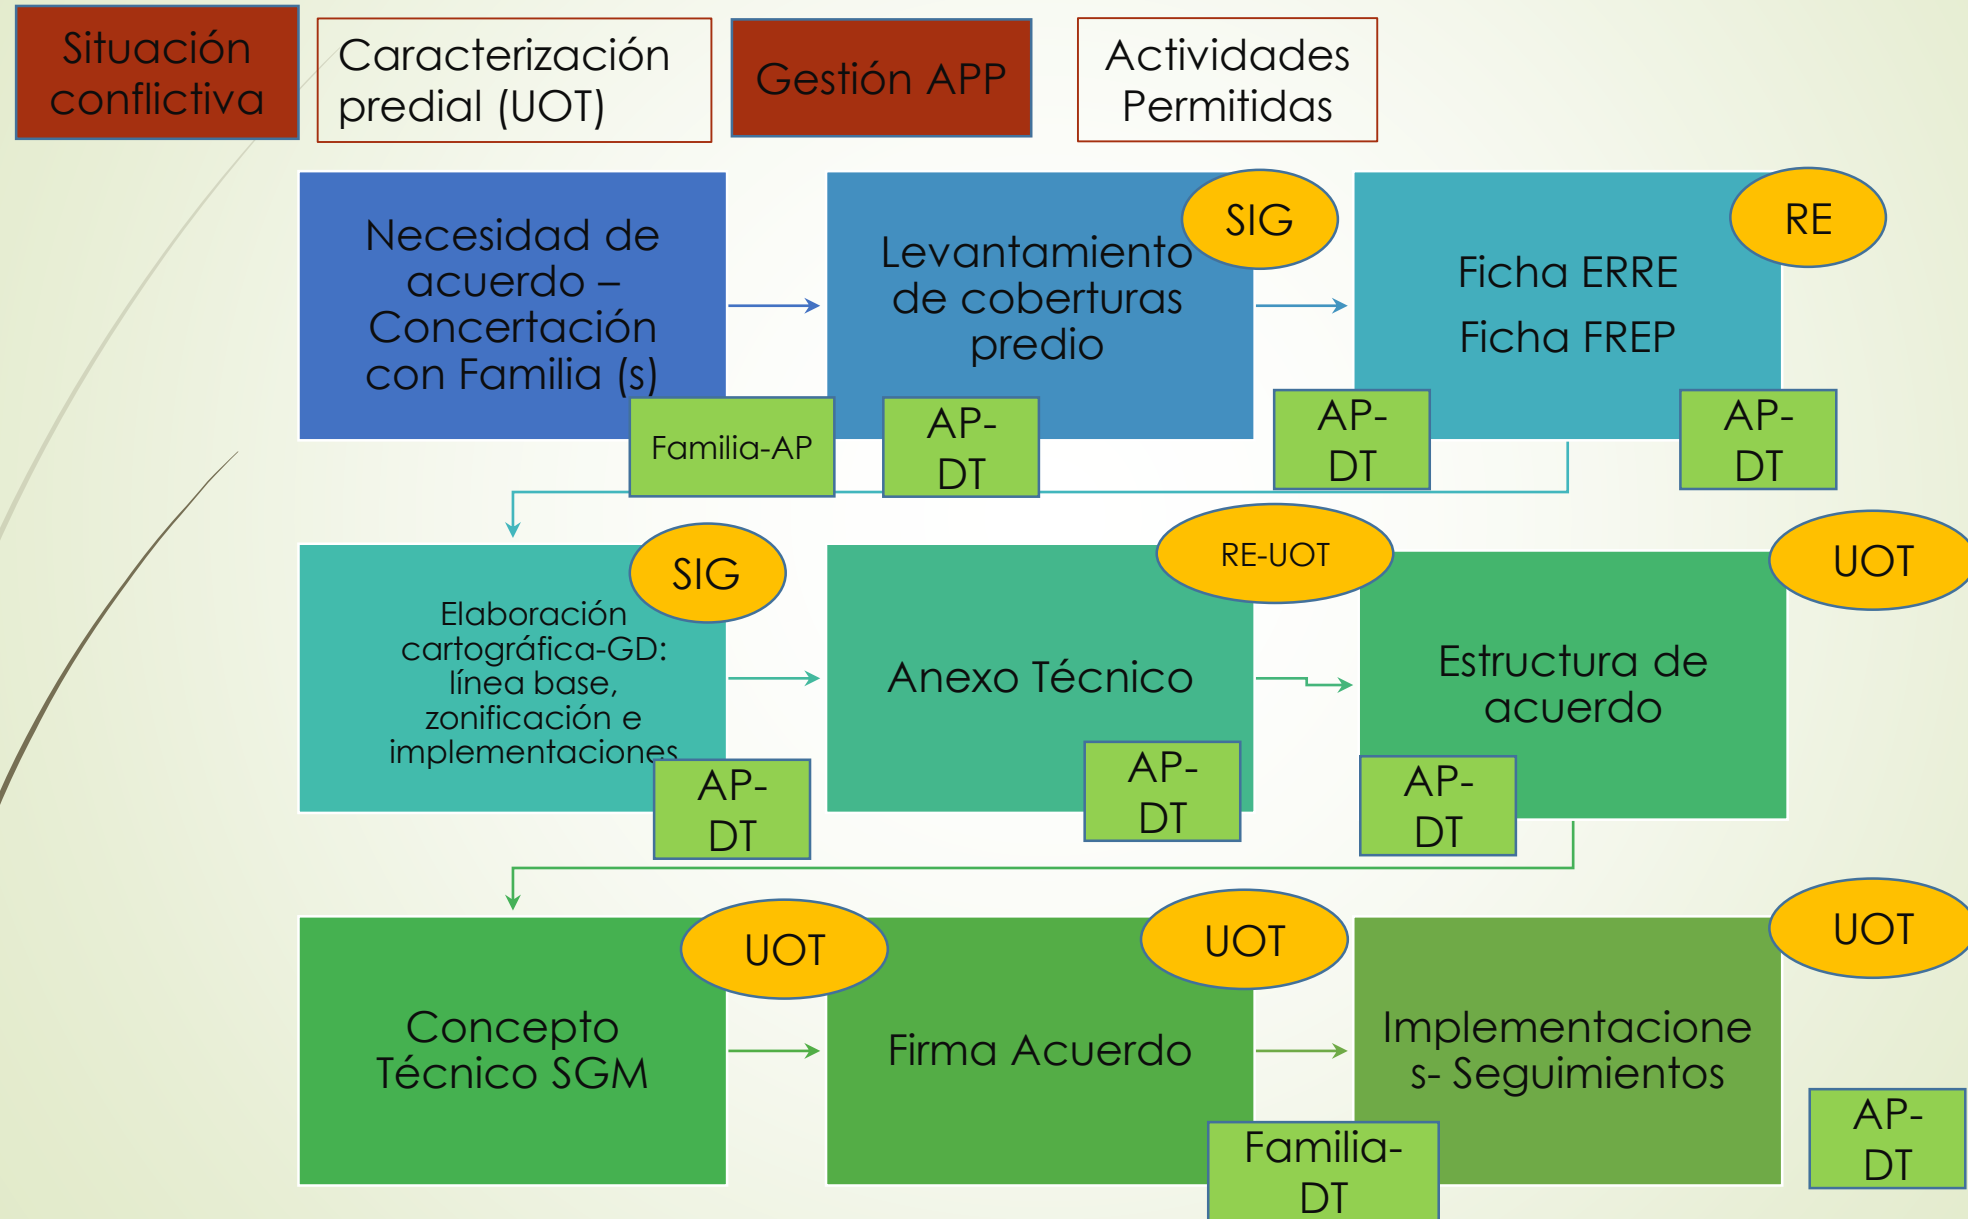 Situación
conflictiva
Caracterización
predial (UOT)
Gestión APP
Actividades
Permitidas
Necesidad de
acuerdo –
Concertación
con Familia (s)
Familia-AP
SIG
Levantamiento
de coberturas
predio
AP-
DT
RE
Ficha ERRE
Ficha FREP
AP-
DT
AP-
DT
SIG
Elaboración
cartográfica-GD:
línea base,
zonificación e
implementaciones
AP-
DT
RE-UOT
Anexo Técnico
AP-
DT
UOT
Estructura de
acuerdo
AP-
DT
UOT
Concepto
Técnico SGM
UOT
Firma Acuerdo
Familia-
DT
UOT
Implementacione
s- Seguimientos
AP-
DT